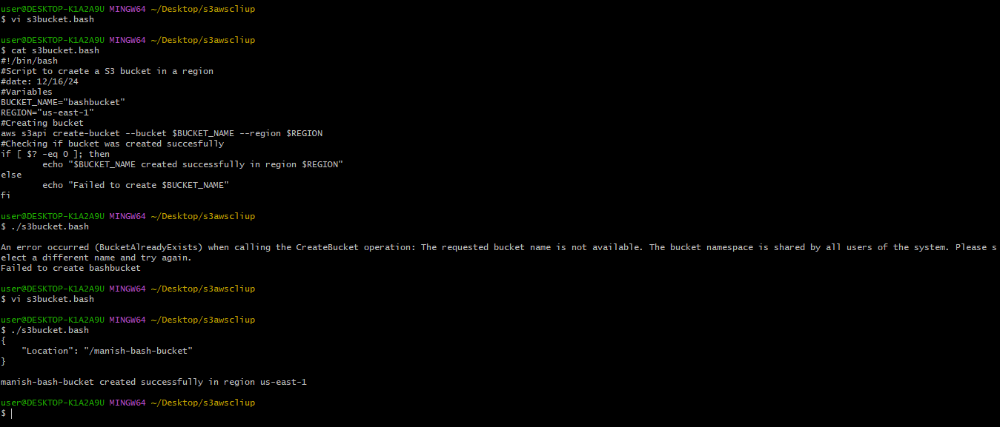 user@DESKTOP-K1A2A9U MINGW64 ~/Desktop/s3awscliup
$ vi s3bucket.bash
user@DESKTOP-K1A2A9U MINGW64 ~/Desktop/s3awscliup
$ cat s3bucket.bash
#!/bin/bash
#Script to craete a S3 bucket in a region
#date: 12/16/24
#Variables
BUCKET_NAME="bashbucket"
REGION="us-east-1"
#Creating bucket
aws s3api create-bucket --bucket $BUCKET_NAME --region $REGION
#Checking if bucket was created succesfully
if [ $? -eq 0 ]; then
        echo "$BUCKET_NAME created successfully in region $REGION"
else
        echo "Failed to create $BUCKET_NAME"
fi
user@DESKTOP-K1A2A9U MINGW64 ~/Desktop/s3awscliup
$ ./s3bucket.bash
An error occurred (BucketAlreadyExists) when calling the CreateBucket operation: The requested bucket name is not available. The bucket namespace is shared by all users of the system. Please s
elect a different name and try again.
Failed to create bashbucket
user@DESKTOP-K1A2A9U MINGW64 ~/Desktop/s3awscliup
$ vi s3bucket.bash
user@DESKTOP-K1A2A9U MINGW64 ~/Desktop/s3awscliup
$ ./s3bucket.bash
{
    "Location": "/manish-bash-bucket"
}
manish-bash-bucket created successfully in region us-east-1
user@DESKTOP-K1A2A9U MINGW64 ~/Desktop/s3awscliup
$